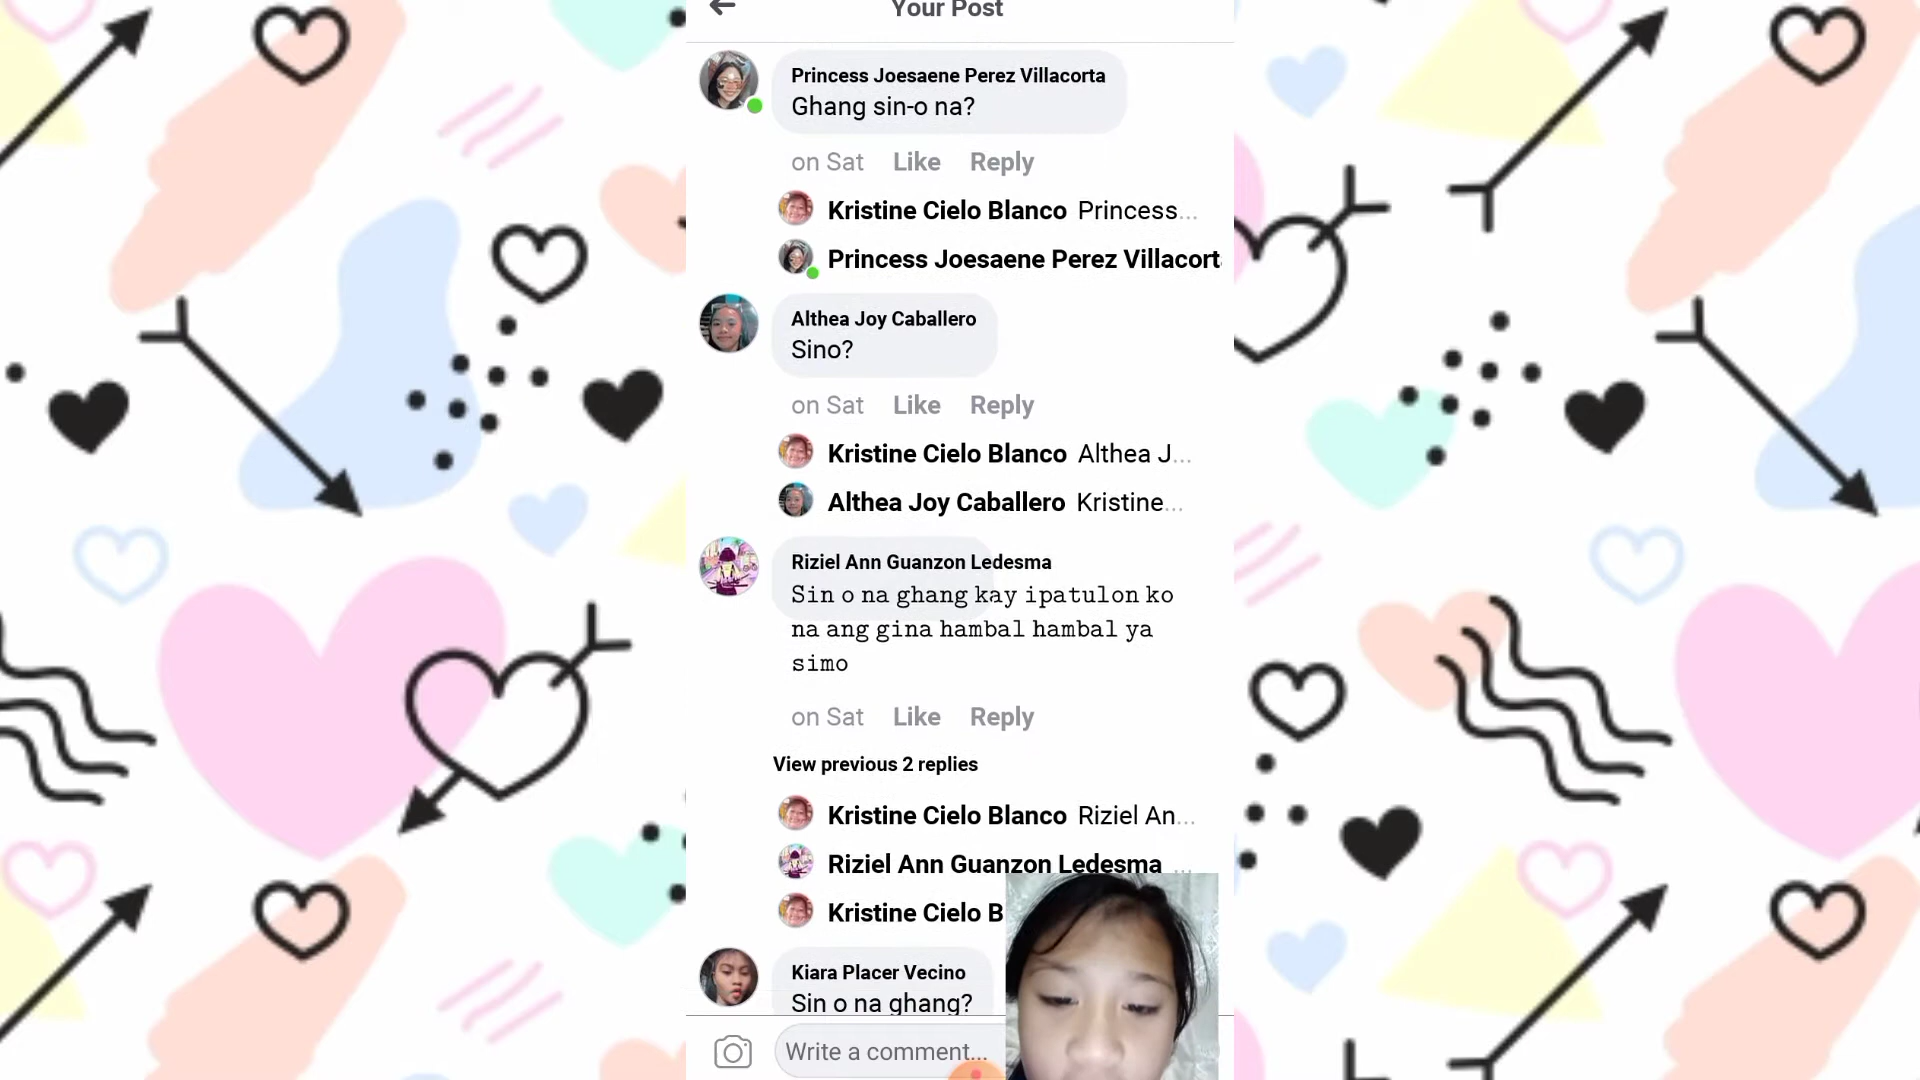 Your Post
Princess Joesaene Perez Villacorta
Ghang sin-o na?
on Sat Like Reply
Kristine Cielo Blanco Princess...
Princess Joesaene Perez Villacort
Althea Joy Caballero
Sino?
on Sat Like Reply
Kristine Cielo Blanco Althea J...
Althea Joy Caballero Kristine...
Riziel Ann Guanzon Ledesma
Sin o na ghang kay ipatulon ko
na ang gina hambal hambal ya
simo
on Sat Like Reply
View previous 2 replies
Kristine Cielo Blanco Riziel An...
Riziel Ann Guanzon Ledesma ...
Kristine Cielo B
Kiara Placer Vecino
Sin o na ghang?
Write a comment...